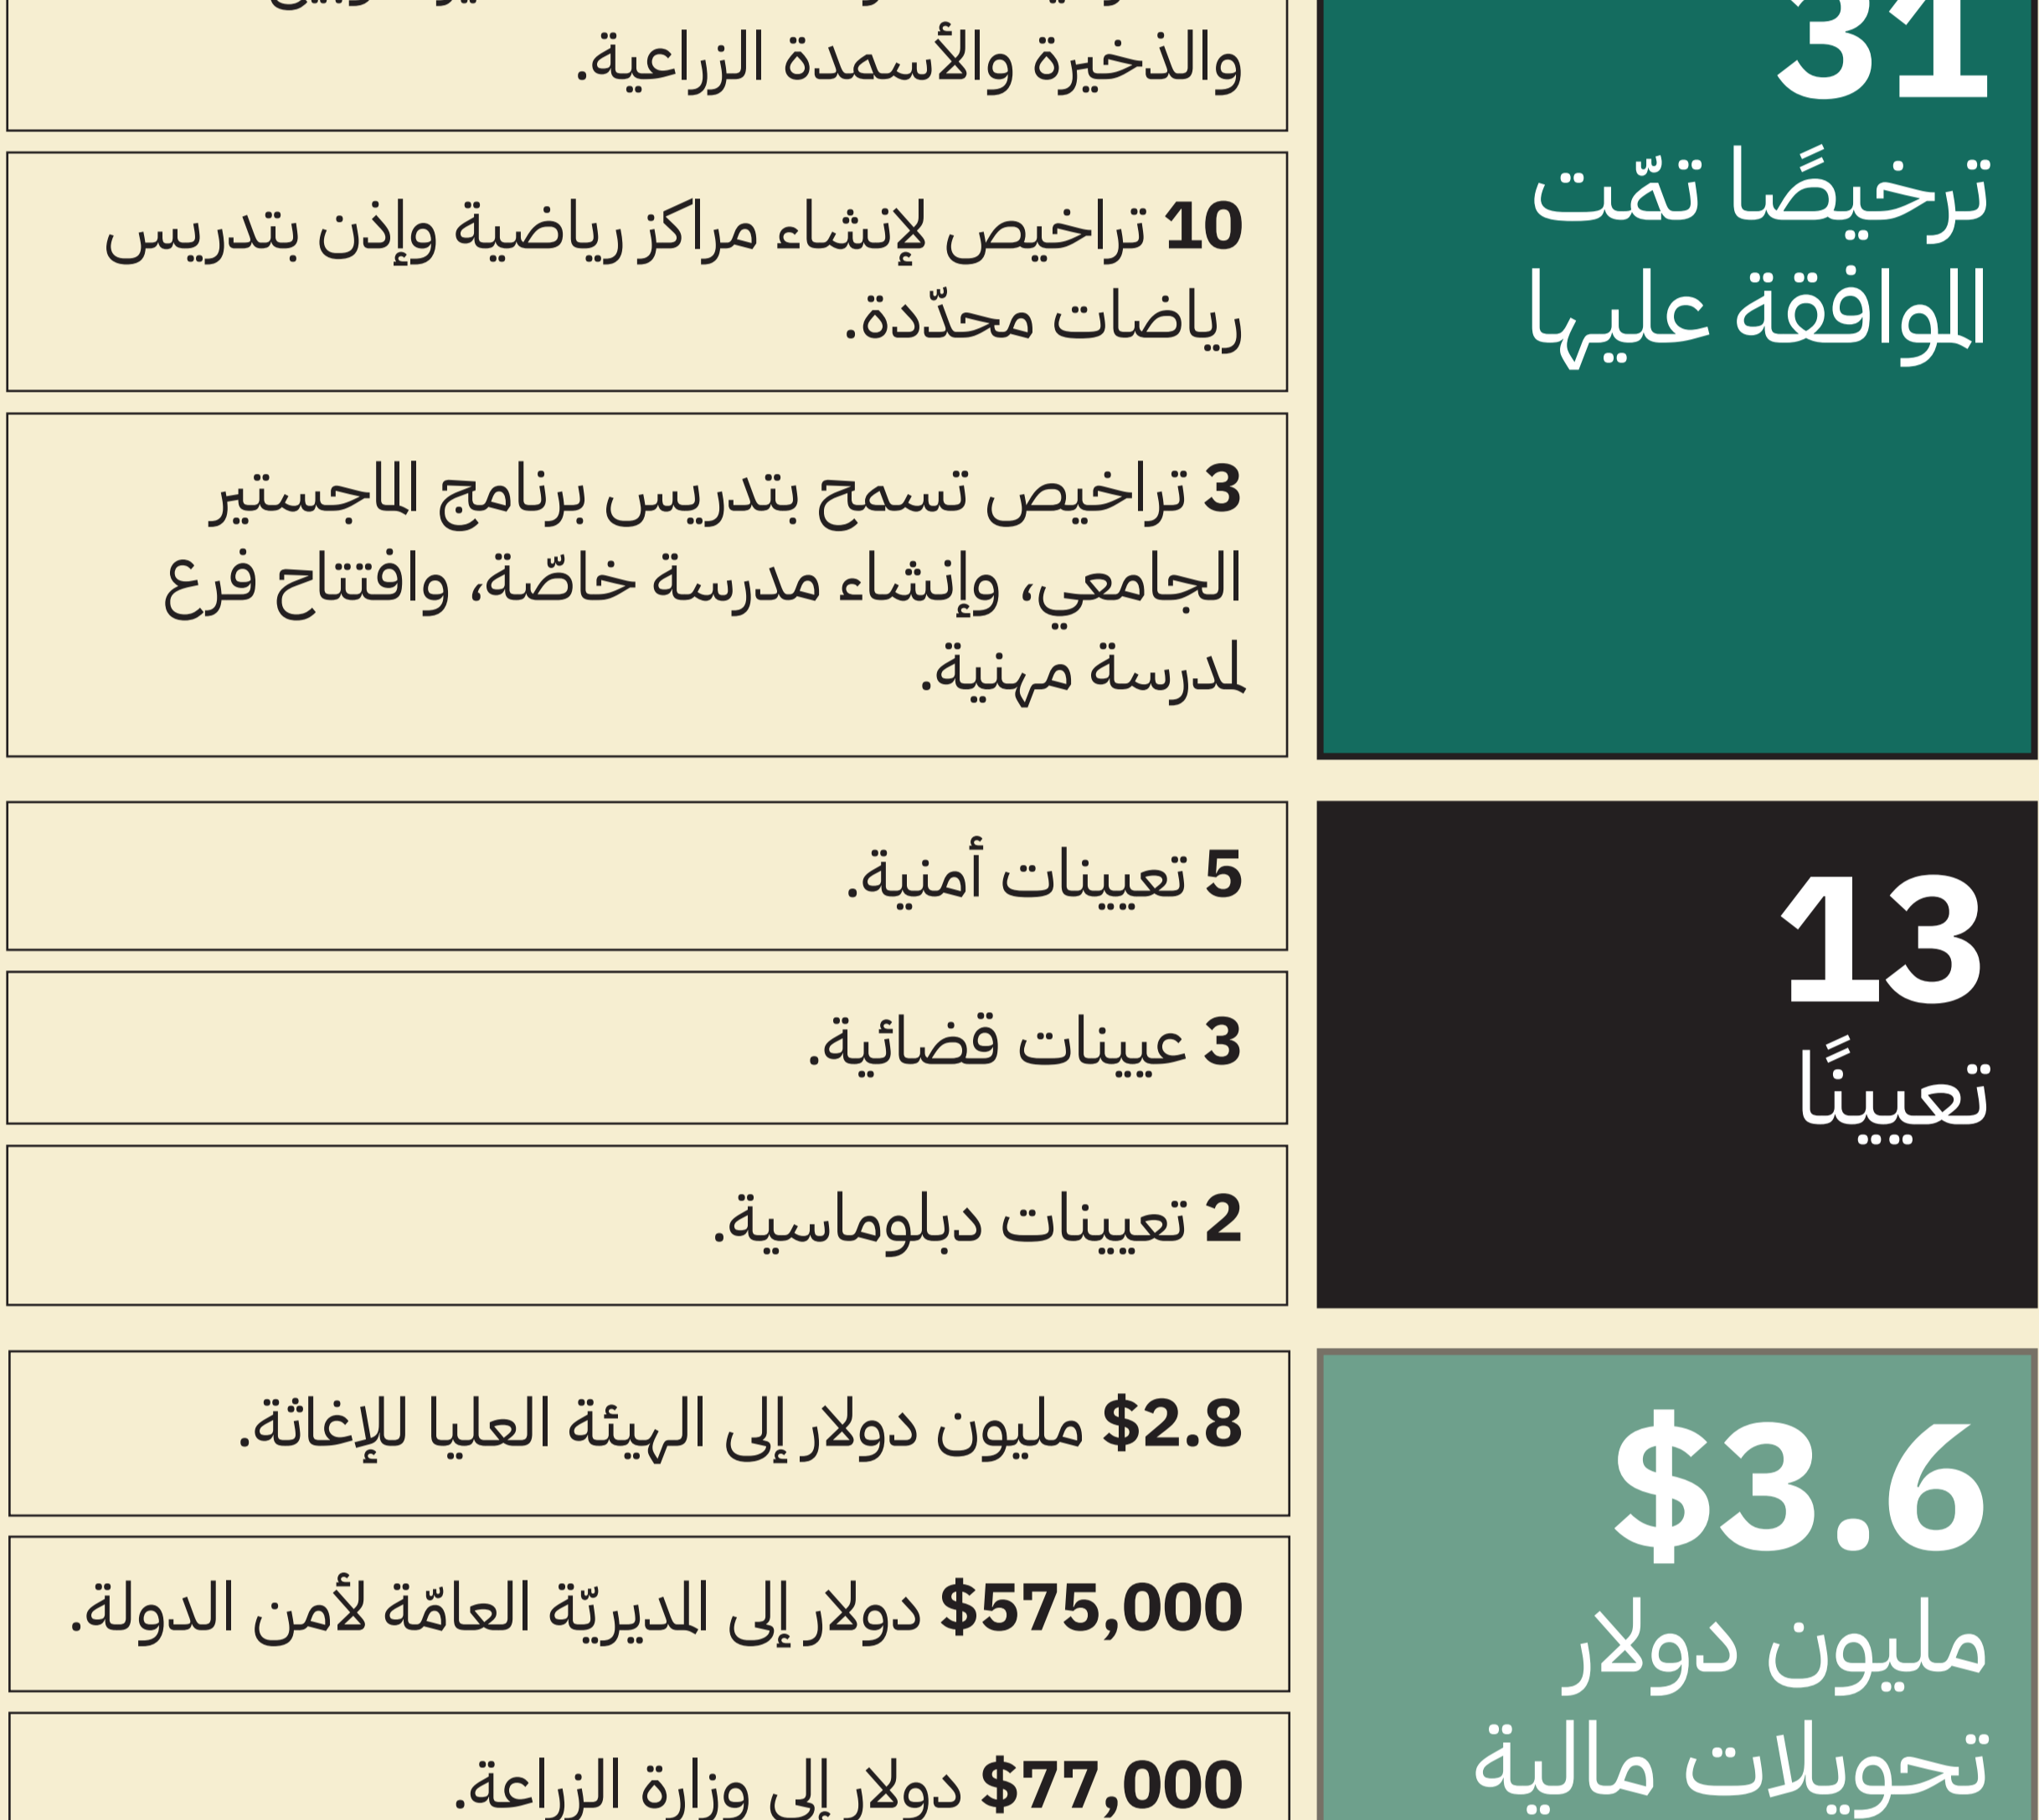 31
ترخيصًا تمّت
الموافقة عليها
والذخيرة والأسمدة الزراعية.
10 تراخيص لإنشاء مراكز رياضية وإذن بتدريس
رياضات محدّدة.
3 تراخيص تسمح بتدريس برنامج الماجستير
الجامعي، وإنشاء مدرسة خاصّة، وافتتاح فرع
لمدرسة مهنية.
13
تعيينًا
5 تعيينات أمنية.
3 عيينات قضائية.
2 تعيينات دبلوماسية.
$3.6
مليون دولار
تحويلات مالية
$2.8 مليون دولار إلى الهيئة العليا للإغاثة.
$575,000 دولار إلى المديريّة العامّة لأمن الدولة.
$77,000 دولار إلى وزارة الزراعة.